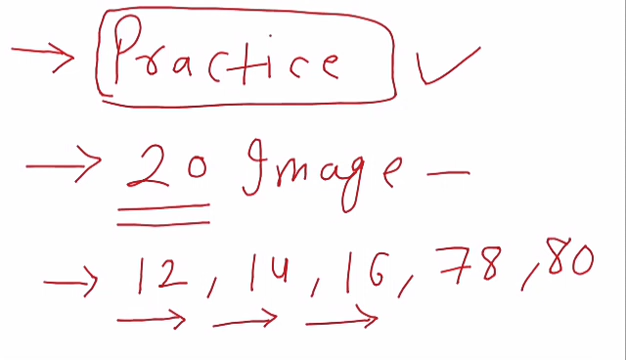 → Practice ✓
→ 20 Image -
→ 12, 14, 16, 78, 80